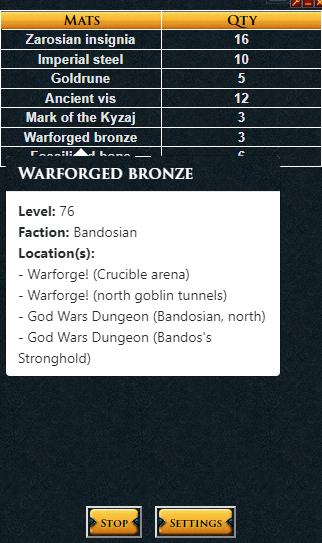 Mats Qty
Zarosian insignia 16
Imperial steel 10
Goldrune 5
Ancient vis 12
Mark of the Kyzaj 3
Warforged bronze 3
Fossilised bone 6
Warforged bronze
Level: 76
Faction: Bandosian
Location(s):
- Warforge! (Crucible arena)
- Warforge! (north goblin tunnels)
- God Wars Dungeon (Bandosian, north)
- God Wars Dungeon (Bandos's
Stronghold)
Stop Settings